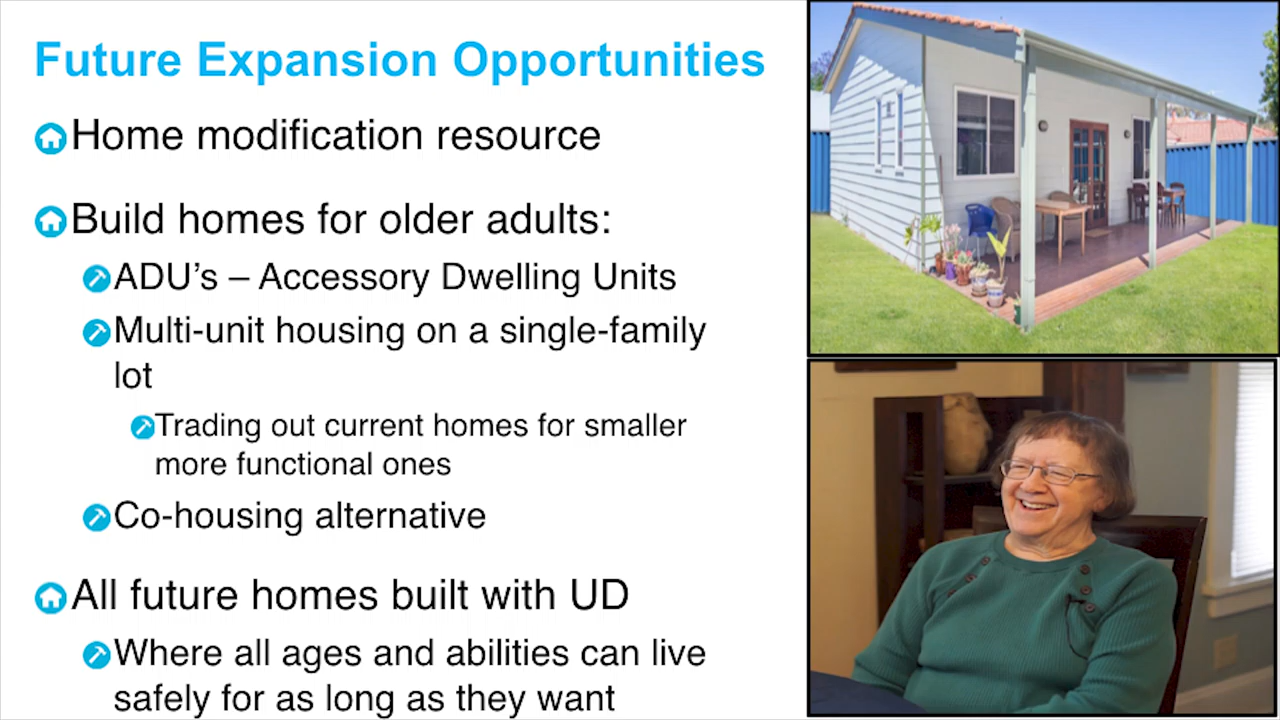 Future Expansion Opportunities
Home modification resource
Build homes for older adults:
ADU’s – Accessory Dwelling Units
Multi-unit housing on a single-family
lot
Trading out current homes for smaller
more functional ones
Co-housing alternative
All future homes built with UD
Where all ages and abilities can live
safely for as long as they want